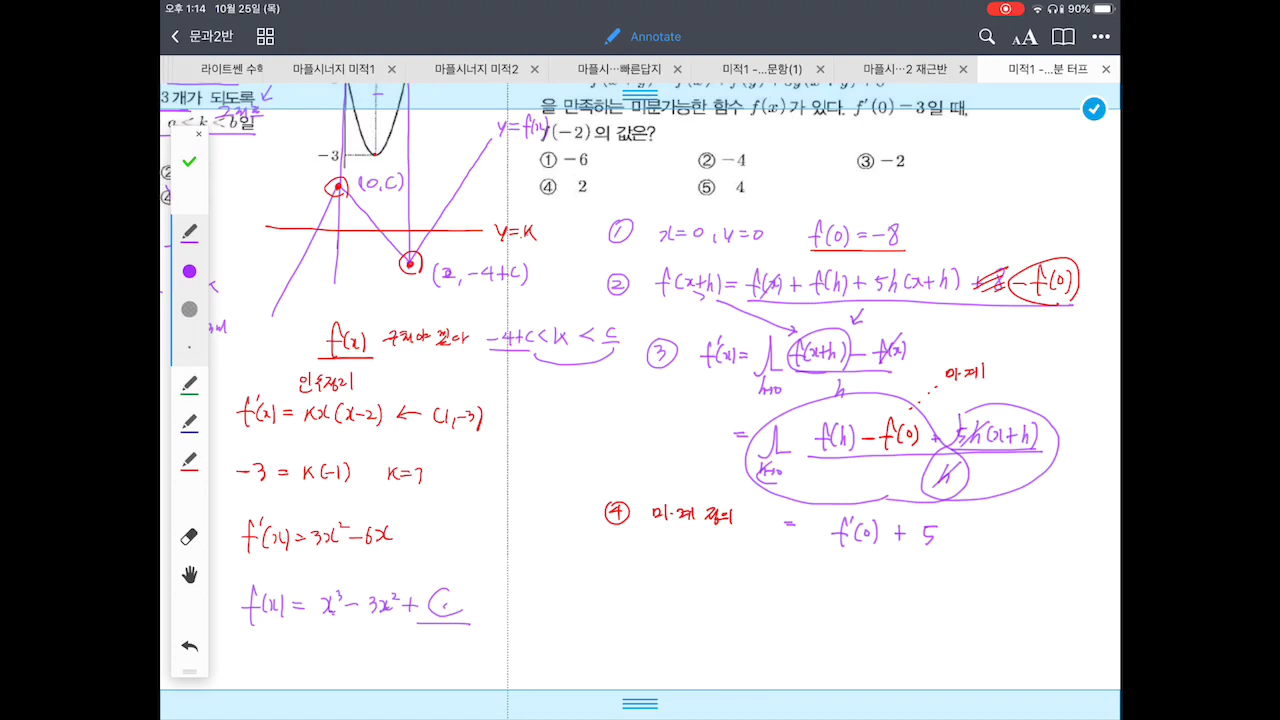 오후 1:14 10월 25일 (목)
90%
문과2반
Annotate
AA
라이트쎈 수학
마플시너지 미적1 ×
마플시너지 미적2 ×
마플시…빠른답지 ×
미적1 -…문항(1) ×
마플시…2 재근반 ×
미적1 -…분 터프 ×
3개가 되도록
a<k<b일
y=f(x)
-3
(0, C)
y=k
(2, -4+C)
f(x) 구해야 된다 -4+C<k<C
인수정리
f'(x)=kx(x-2) ← (1,-3)
-3 = k(-1) k=3
f'(x)=3x²-6x
f(x)= x³-3x²+C
을 만족하는 미분가능한 함수 f(x)가 있다. f'(0)=3일 때,
f'(-2)의 값은?
① -6 ② -4 ③ -2
④ 2 ⑤ 4
① x=0, y=0 f(0)=-8
② f(x+h)= f(x)+f(h)+5h(x+h) -f(0)
③ f'(x)= lim h→0 f(x+h)-f(x) / h
미·계
= lim h→0 f(h)-f(0)+5h(x+h) / h
④ 미·계 정의 = f'(0)+5